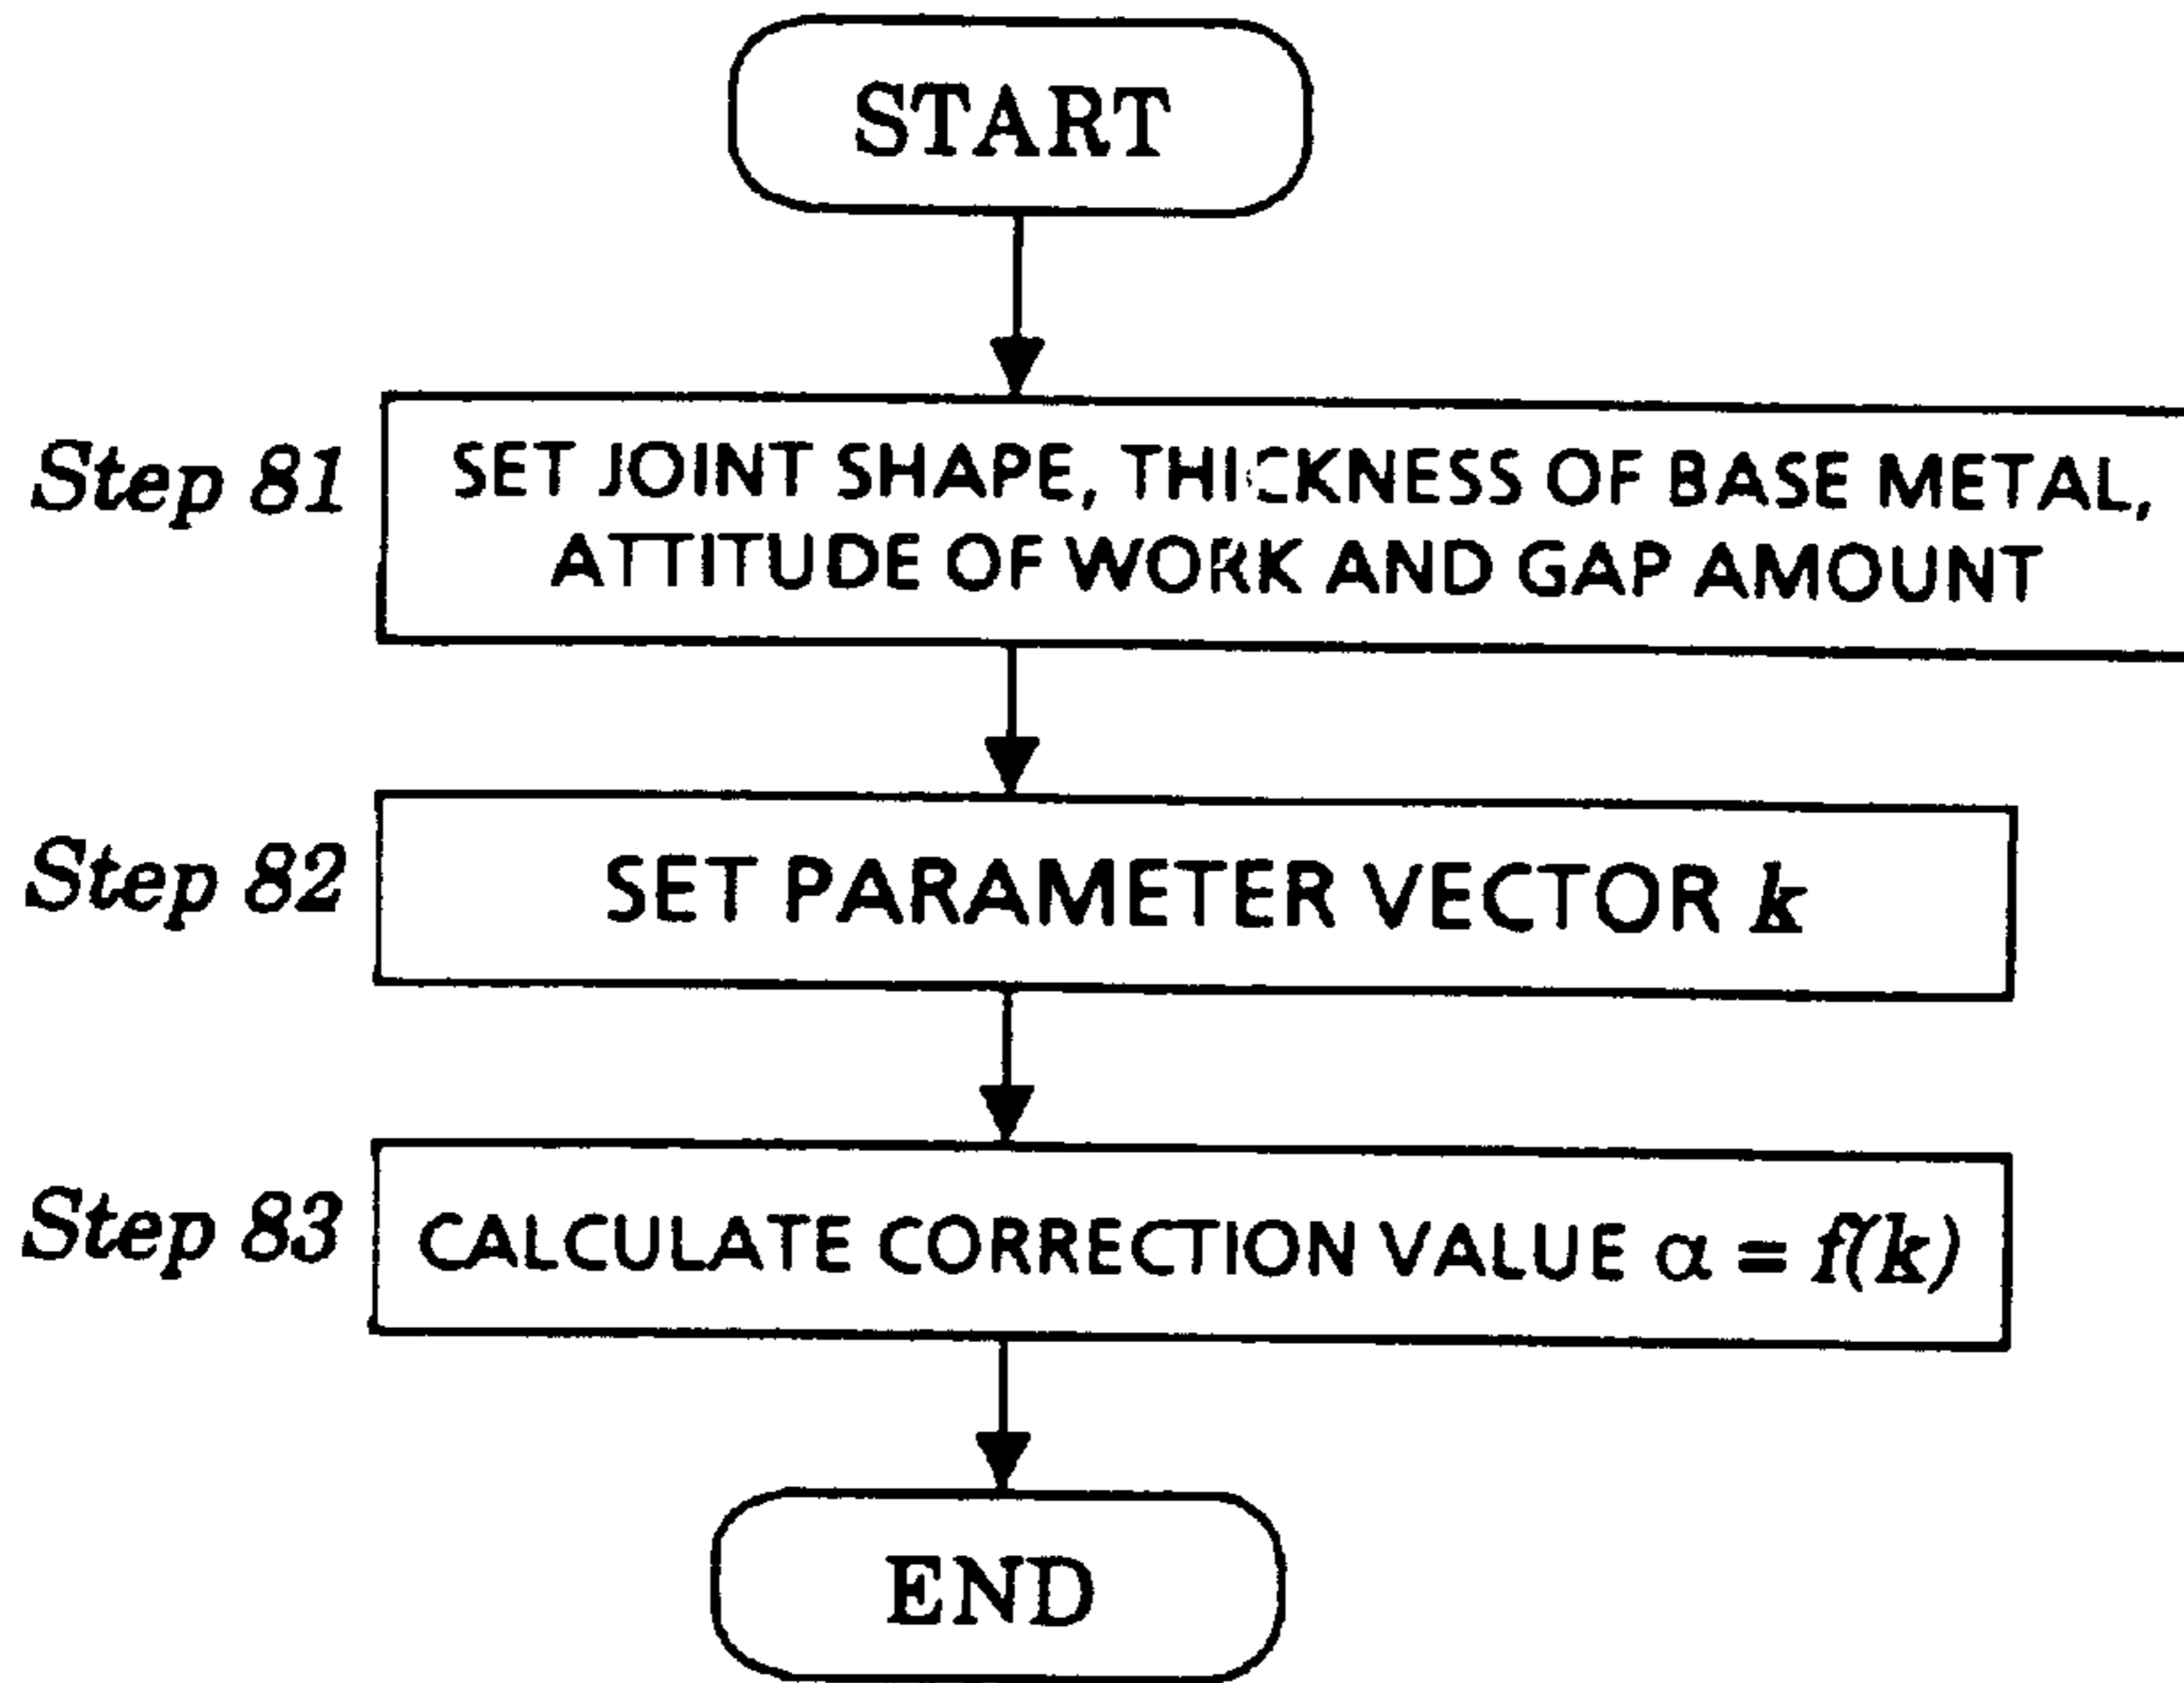 START
Step 81
SET JOINT SHAPE, THICKNESS OF BASE METAL,
ATTITUDE OF WORK AND GAP AMOUNT
Step 82
SET PARAMETER VECTOR k
Step 83
CALCULATE CORRECTION VALUE α = f(k)
END